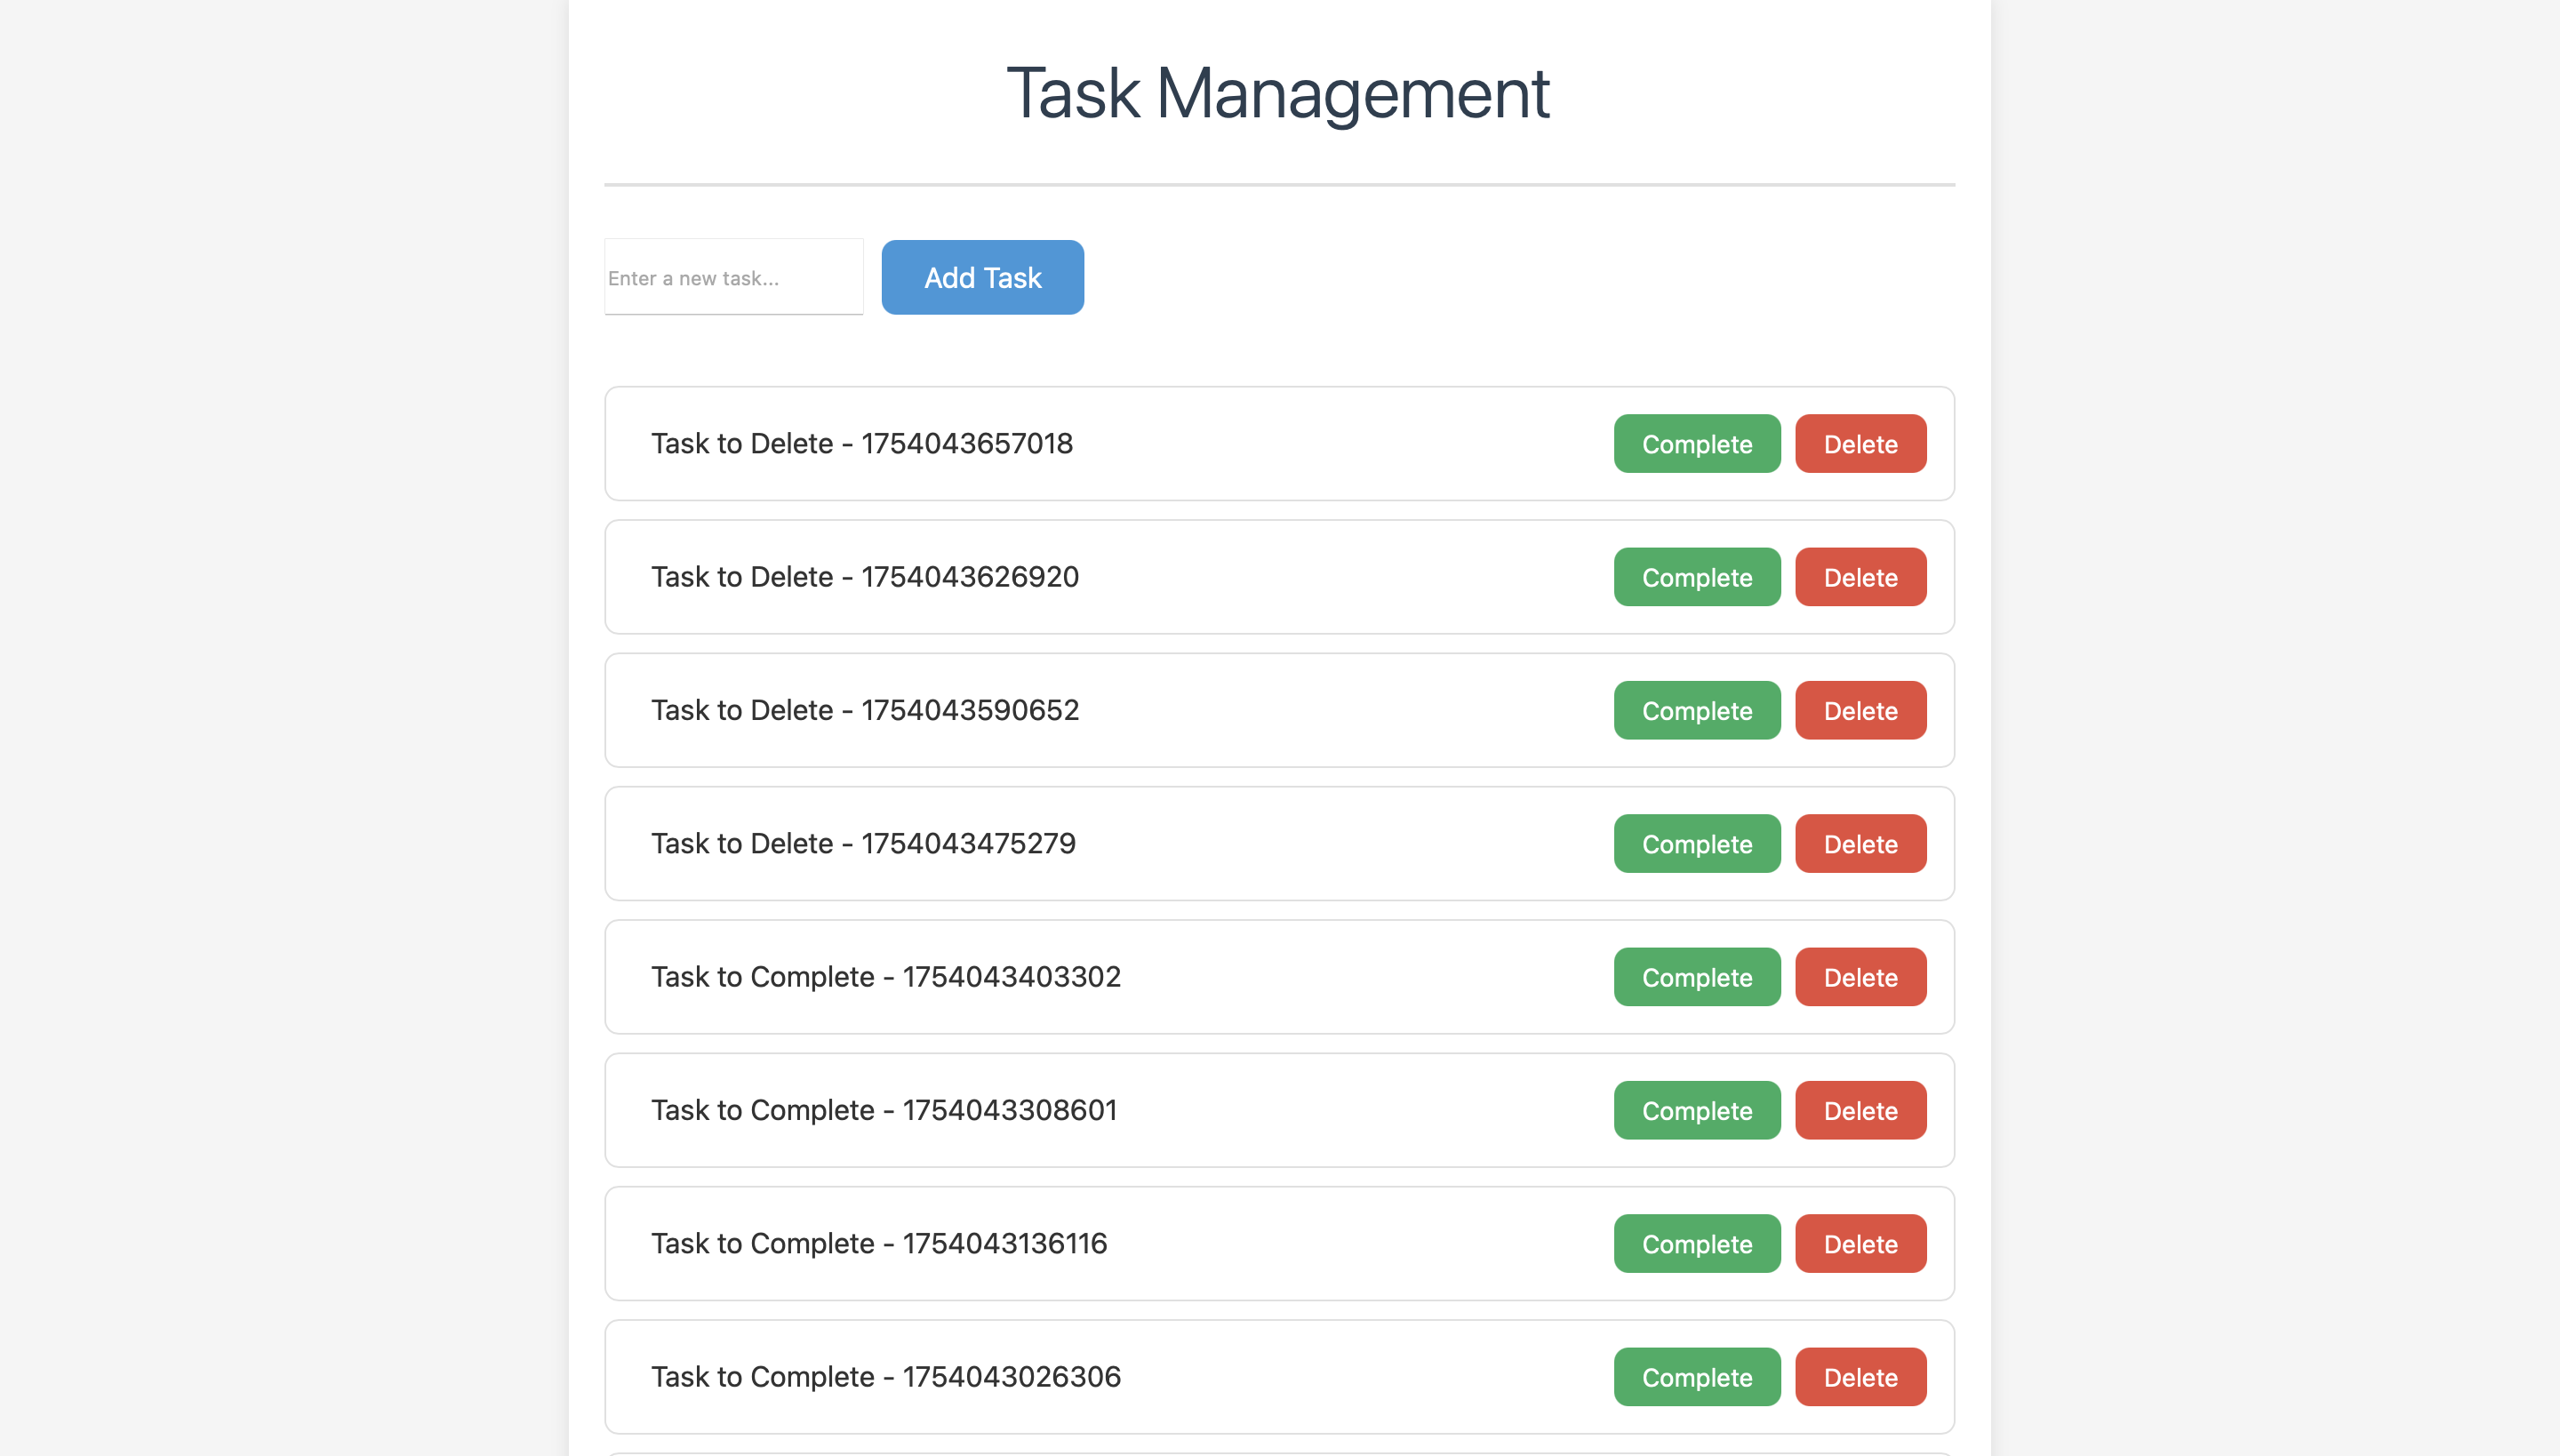 Task Management
Enter a new task...
Add Task
Task to Delete - 1754043657018 Complete Delete
Task to Delete - 1754043626920 Complete Delete
Task to Delete - 1754043590652 Complete Delete
Task to Delete - 1754043475279 Complete Delete
Task to Complete - 1754043403302 Complete Delete
Task to Complete - 1754043308601 Complete Delete
Task to Complete - 1754043136116 Complete Delete
Task to Complete - 1754043026306 Complete Delete